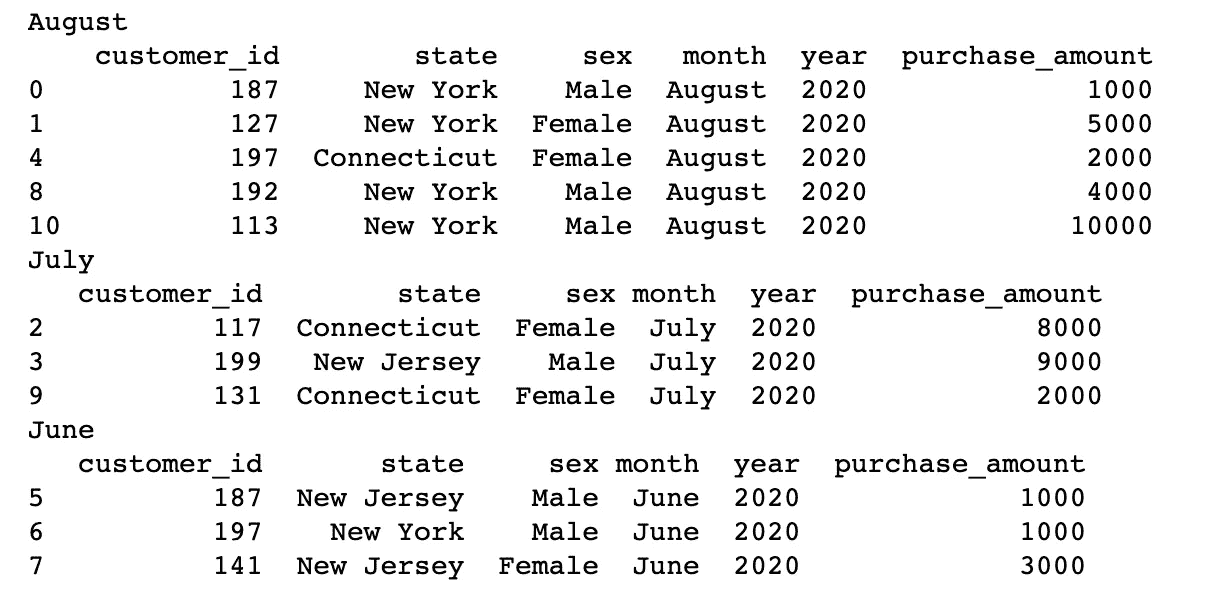 August
customer_id state sex month year purchase_amount
0 187 New York Male August 2020 1000
1 127 New York Female August 2020 5000
4 197 Connecticut Female August 2020 2000
8 192 New York Male August 2020 4000
10 113 New York Male August 2020 10000
July
customer_id state sex month year purchase_amount
2 117 Connecticut Female July 2020 8000
3 199 New Jersey Male July 2020 9000
9 131 Connecticut Female July 2020 2000
June
customer_id state sex month year purchase_amount
5 187 New Jersey Male June 2020 1000
6 197 New York Male June 2020 1000
7 141 New Jersey Female June 2020 3000